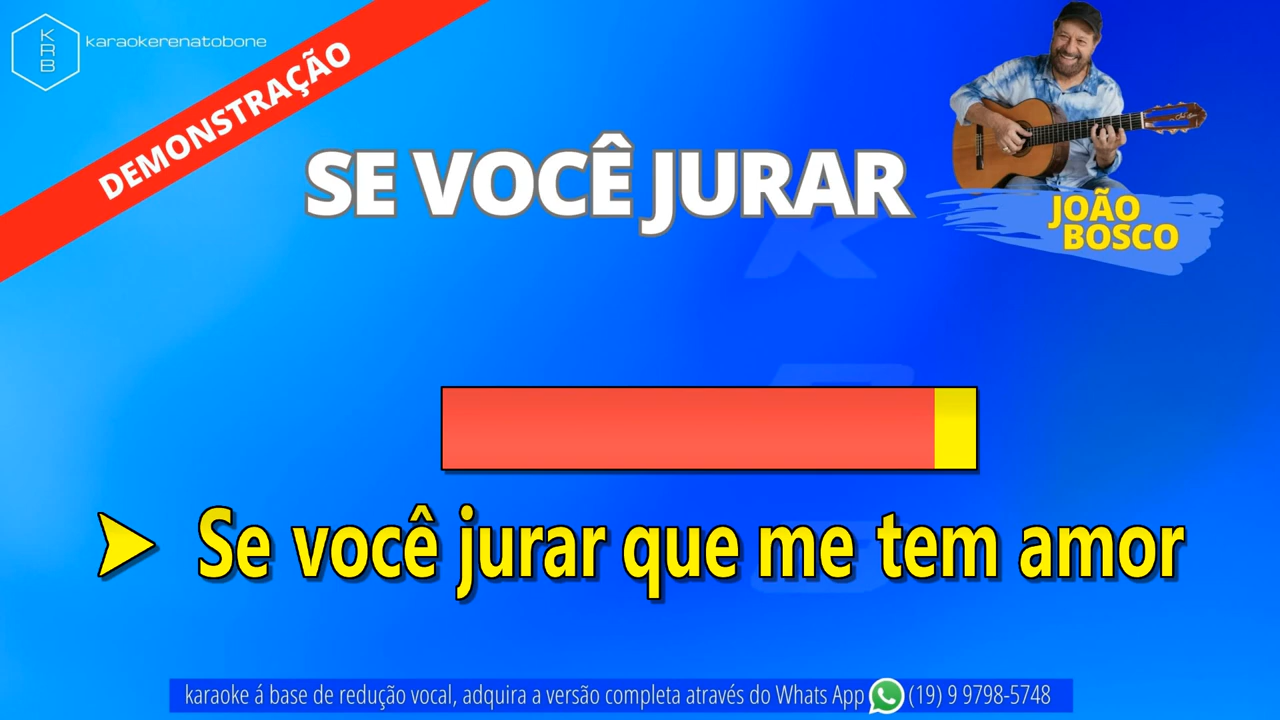 K
R
B
karaokerenatobone
DEMONSTRAÇÃO
SE VOCÊ JURAR
JOÃO
BOSCO
Se você jurar que me tem amor
karaoke á base de redução vocal, adquira a versão completa através do Whats App (19) 9 9798-5748